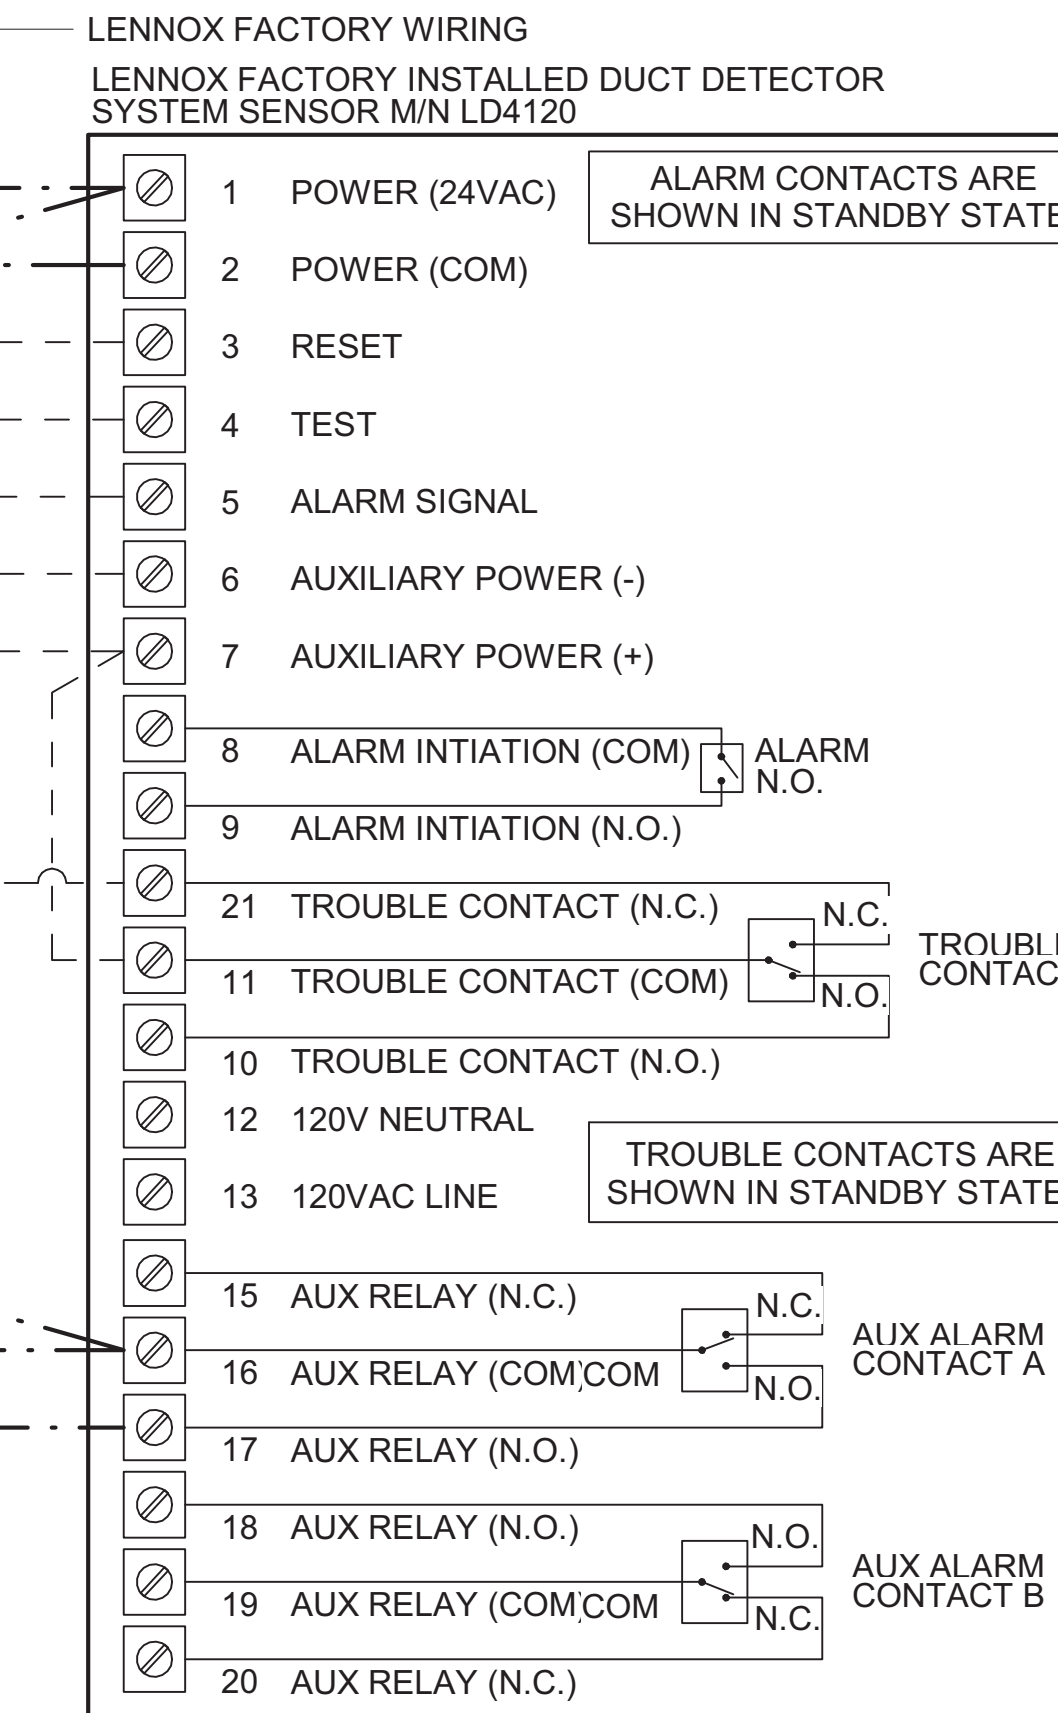 LENNOX FACTORY WIRING
LENNOX FACTORY INSTALLED DUCT DETECTOR
SYSTEM SENSOR M/N LD4120
ALARM CONTACTS ARE
SHOWN IN STANDBY STATE
1 POWER (24VAC)
2 POWER (COM)
3 RESET
4 TEST
5 ALARM SIGNAL
6 AUXILIARY POWER (-)
7 AUXILIARY POWER (+)
8 ALARM INTIATION (COM)
ALARM
N.O.
9 ALARM INTIATION (N.O.)
21 TROUBLE CONTACT (N.C.)
N.C.
TROUBLE
CONTAC
11 TROUBLE CONTACT (COM)
N.O.
10 TROUBLE CONTACT (N.O.)
12 120V NEUTRAL
TROUBLE CONTACTS ARE
SHOWN IN STANDBY STATE
13 120VAC LINE
15 AUX RELAY (N.C.)
N.C.
AUX ALARM
CONTACT A
16 AUX RELAY (COM) COM
N.O.
17 AUX RELAY (N.O.)
18 AUX RELAY (N.O.)
N.O.
AUX ALARM
CONTACT B
19 AUX RELAY (COM) COM
N.C.
20 AUX RELAY (N.C.)